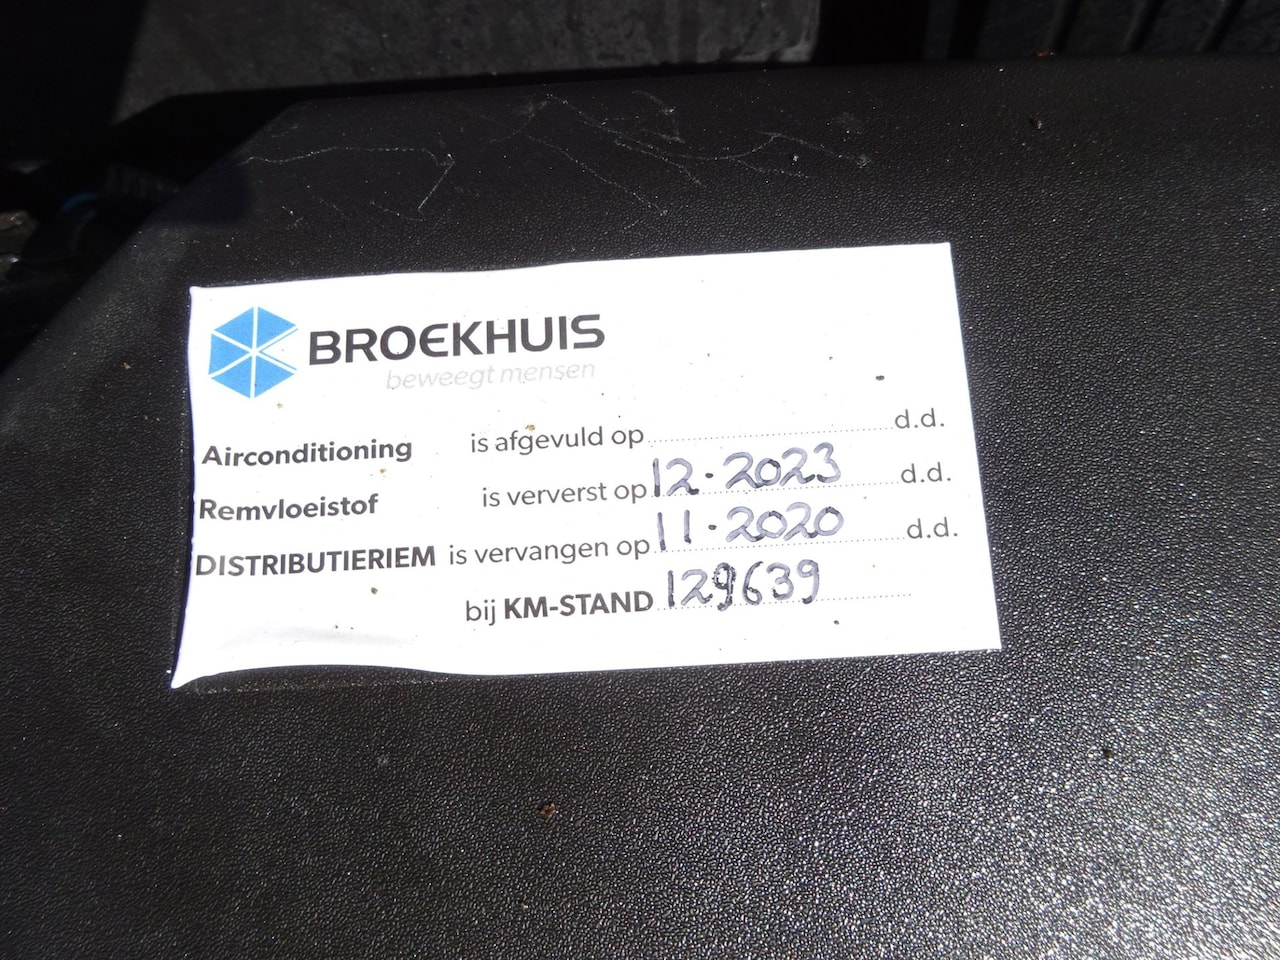 BROEKHUIS
beweegt mensen
Airconditioning is afgevuld op d.d.
Remvloeistof is ververst op 12-2023 d.d.
DISTRIBUTIERIEM is vervangen op 11-2020 d.d.
bij KM-STAND 129639